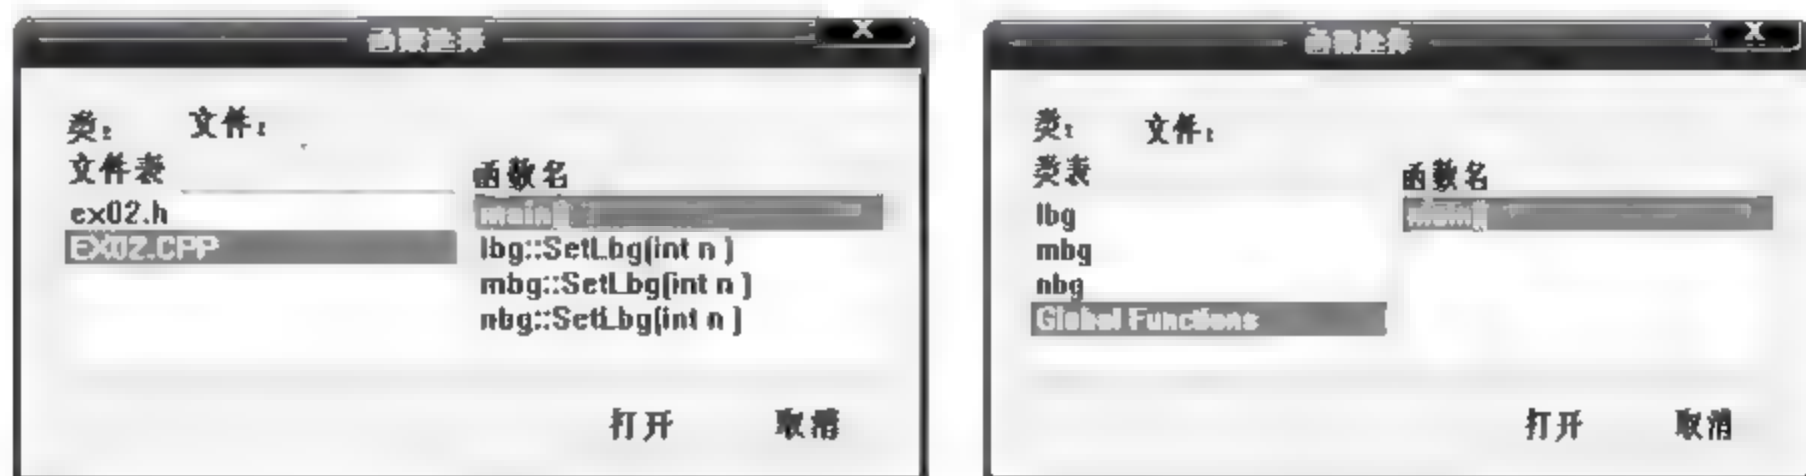 函数选择 X
类: 文件:
文件表
函数名
ex02.h
EX02.CPP
main()
lbg::SetLbg(int n )
mbg::SetLbg(int n )
nbg::SetLbg(int n )
打开 取消
函数选择 X
类: 文件:
类表
函数名
lbg
mbg
nbg
Global Functions
main()
打开 取消